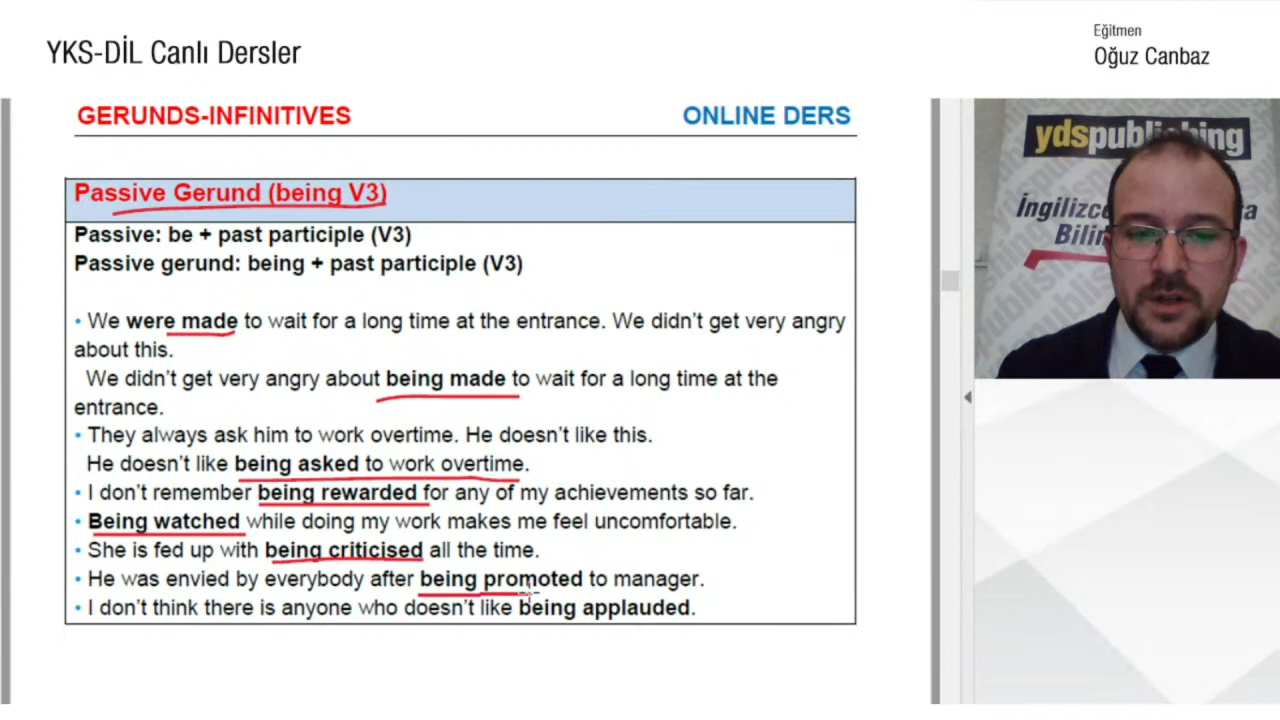 YKS-DİL Canlı Dersler
Eğitmen
Oğuz Canbaz
GERUNDS-INFINITIVES
ONLINE DERS
Passive Gerund (being V3)
Passive: be + past participle (V3)
Passive gerund: being + past participle (V3)
• We were made to wait for a long time at the entrance. We didn't get very angry
about this.
We didn't get very angry about being made to wait for a long time at the
entrance.
• They always ask him to work overtime. He doesn't like this.
He doesn't like being asked to work overtime.
• I don't remember being rewarded for any of my achievements so far.
• Being watched while doing my work makes me feel uncomfortable.
• She is fed up with being criticised all the time.
• He was envied by everybody after being promoted to manager.
• I don't think there is anyone who doesn't like being applauded.
ydspublishing